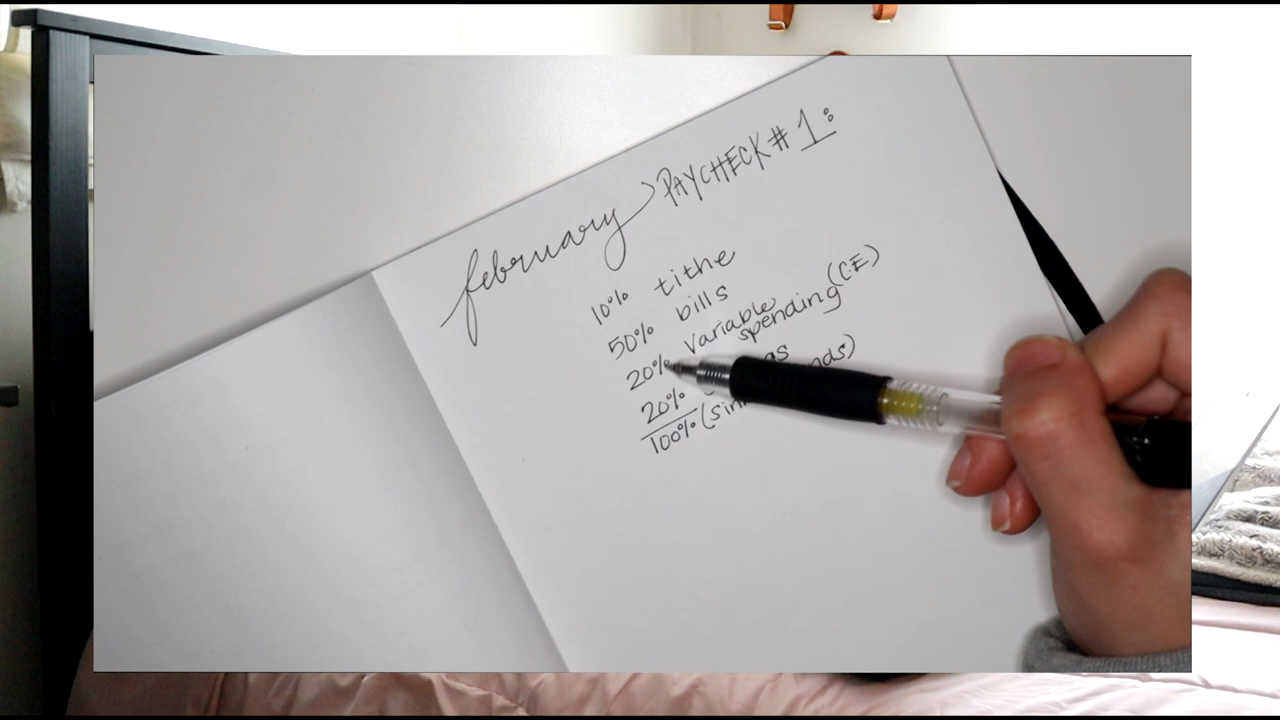 february PAYCHECK # 1:
10% tithe
50% bills
20% variable
spending (C.E)
20%
100% (